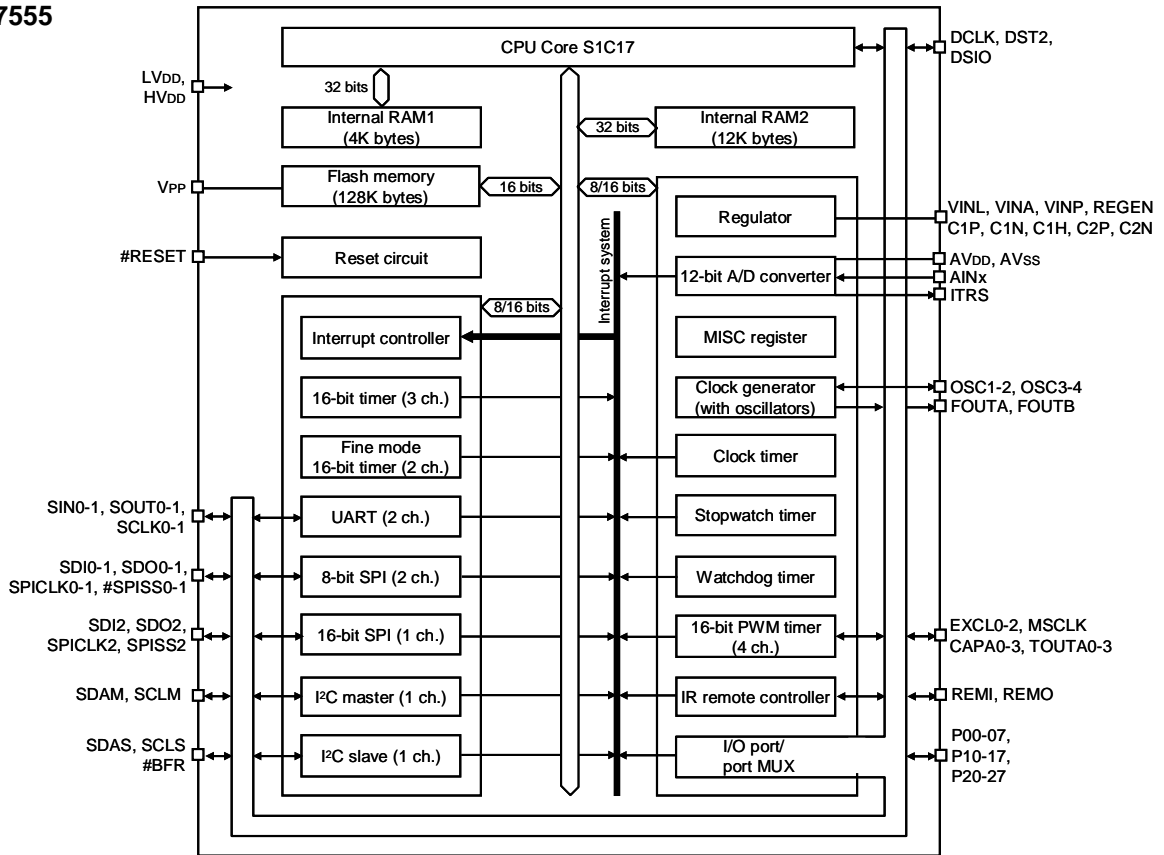 7555
CPU Core S1C17
DCLK, DST2,
DSIO
LVDD,
HVDD
32 bits
Internal RAM1
(4K bytes)
32 bits
Internal RAM2
(12K bytes)
VPP
Flash memory
(128K bytes)
16 bits
8/16 bits
Regulator
VINL, VINA, VINP, REGEN
C1P, C1N, C1H, C2P, C2N
#RESET
Reset circuit
Interrupt system
12-bit A/D converter
AVDD, AVSS
AINx
ITRS
8/16 bits
Interrupt controller
MISC register
16-bit timer (3 ch.)
Clock generator
(with oscillators)
OSC1-2, OSC3-4
FOUTA, FOUTB
Fine mode
16-bit timer (2 ch.)
Clock timer
SIN0-1, SOUT0-1,
SCLK0-1
UART (2 ch.)
Stopwatch timer
SDI0-1, SDO0-1,
SPICLK0-1, #SPISS0-1
8-bit SPI (2 ch.)
Watchdog timer
SDI2, SDO2,
SPICLK2, SPISS2
16-bit SPI (1 ch.)
16-bit PWM timer
(4 ch.)
EXCL0-2, MSCLK
CAPA0-3, TOUTA0-3
SDAM, SCLM
I²C master (1 ch.)
IR remote controller
REMI, REMO
SDAS, SCLS
#BFR
I²C slave (1 ch.)
I/O port/
port MUX
P00-07,
P10-17,
P20-27